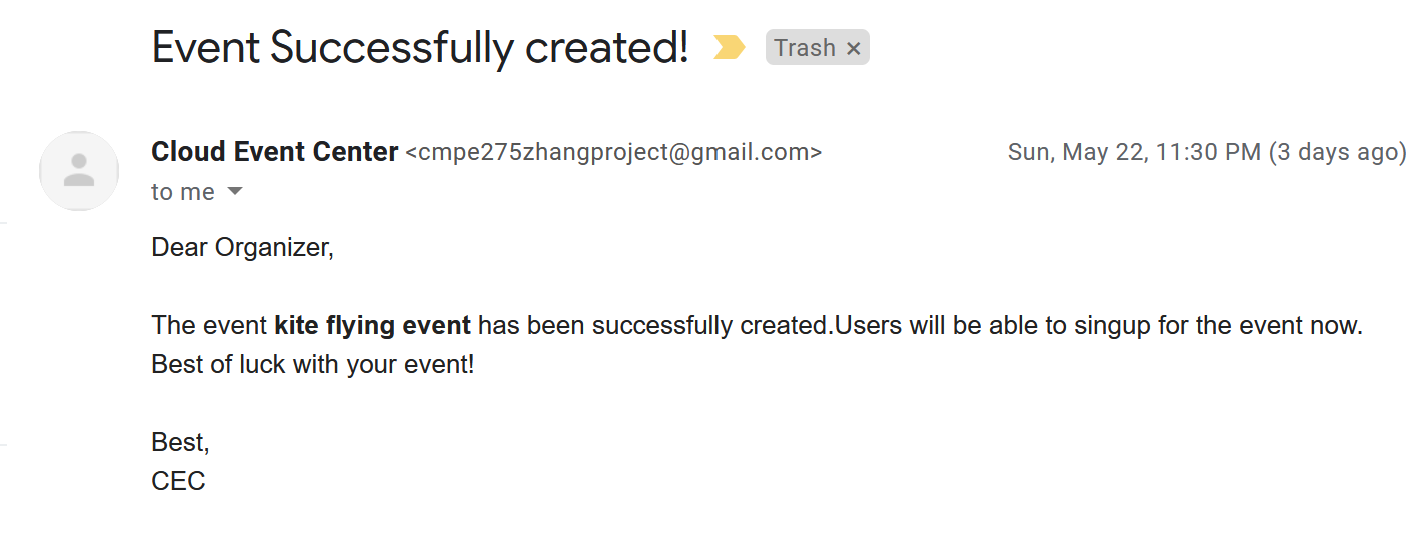 Event Successfully created! Trash ×
Cloud Event Center <cmpe275zhangproject@gmail.com> Sun, May 22, 11:30 PM (3 days ago)
to me
Dear Organizer,
The event kite flying event has been successfully created.Users will be able to singup for the event now.
Best of luck with your event!
Best,
CEC